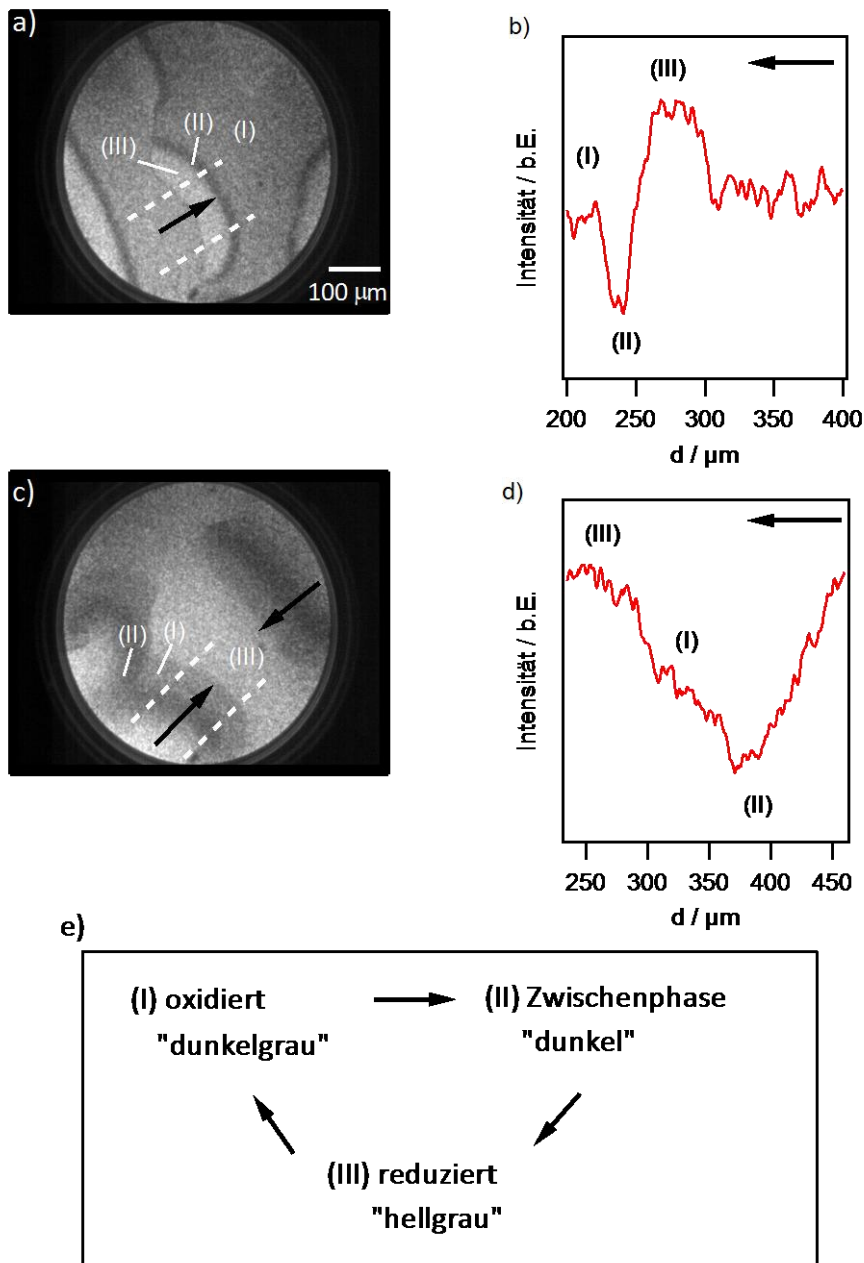 a)
(I)
(II)
(III)
100 µm
b)
(III)
(I)
(II)
Intensität / b.E.
200 250 300 350 400
d / µm
c)
(II)
(I)
(III)
d)
(III)
(I)
(II)
Intensität / b.E.
250 300 350 400 450
d / µm
e)
(I) oxidiert
"dunkelgrau"
(II) Zwischenphase
"dunkel"
(III) reduziert
"hellgrau"